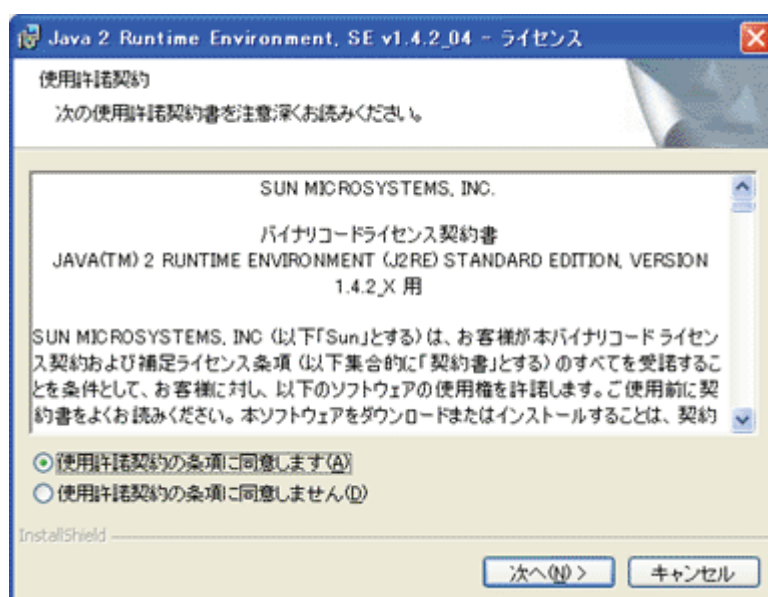 Java 2 Runtime Environment, SE v1.4.2_04 - ライセンス
使用許諾契約
次の使用許諾契約書を注意深くお読みください。
SUN MICROSYSTEMS, INC.
バイナリコードライセンス契約書
JAVA(TM) 2 RUNTIME ENVIRONMENT (J2RE) STANDARD EDITION, VERSION
1.4.2_X 用
SUN MICROSYSTEMS, INC (以下「Sun」とする) は、お客様が本バイナリコードライセン
ス契約および補足ライセンス条項 (以下集合的に「契約書」とする) のすべてを受諾するこ
とを条件として、お客様に対し、以下のソフトウェアの使用権を許諾します。ご使用前に契
約書をよくお読みください。本ソフトウェアをダウンロードまたはインストールすることは、契約
使用許諾契約の条項に同意します(A)
使用許諾契約の条項に同意しません(D)
InstallShield
次へ(N) >
キャンセル